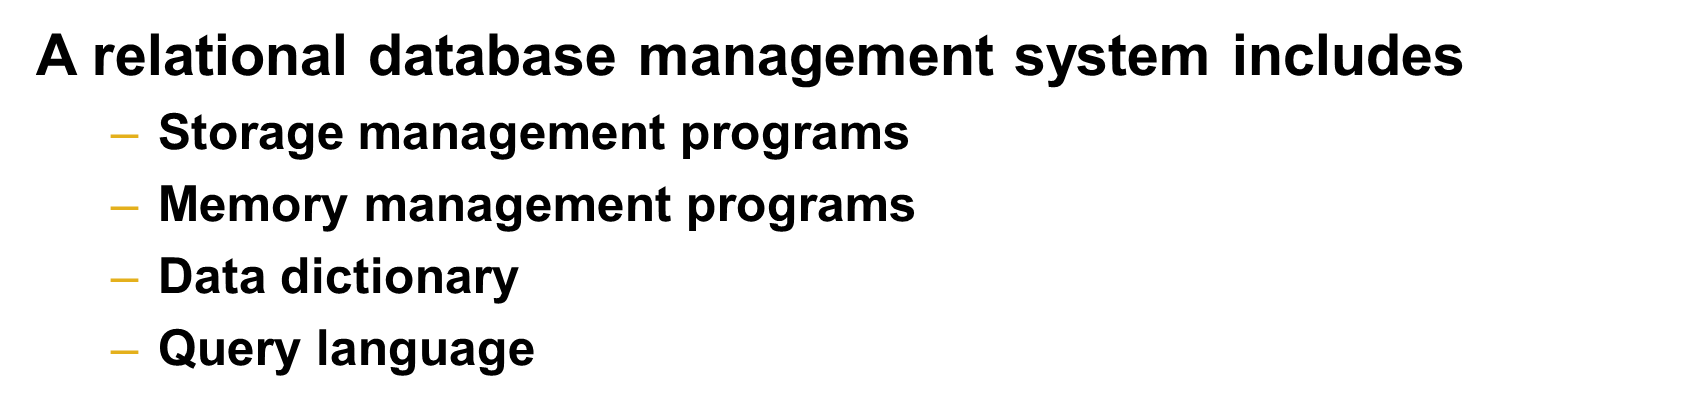 A relational database management system includes
– Storage management programs
– Memory management programs
– Data dictionary
– Query language